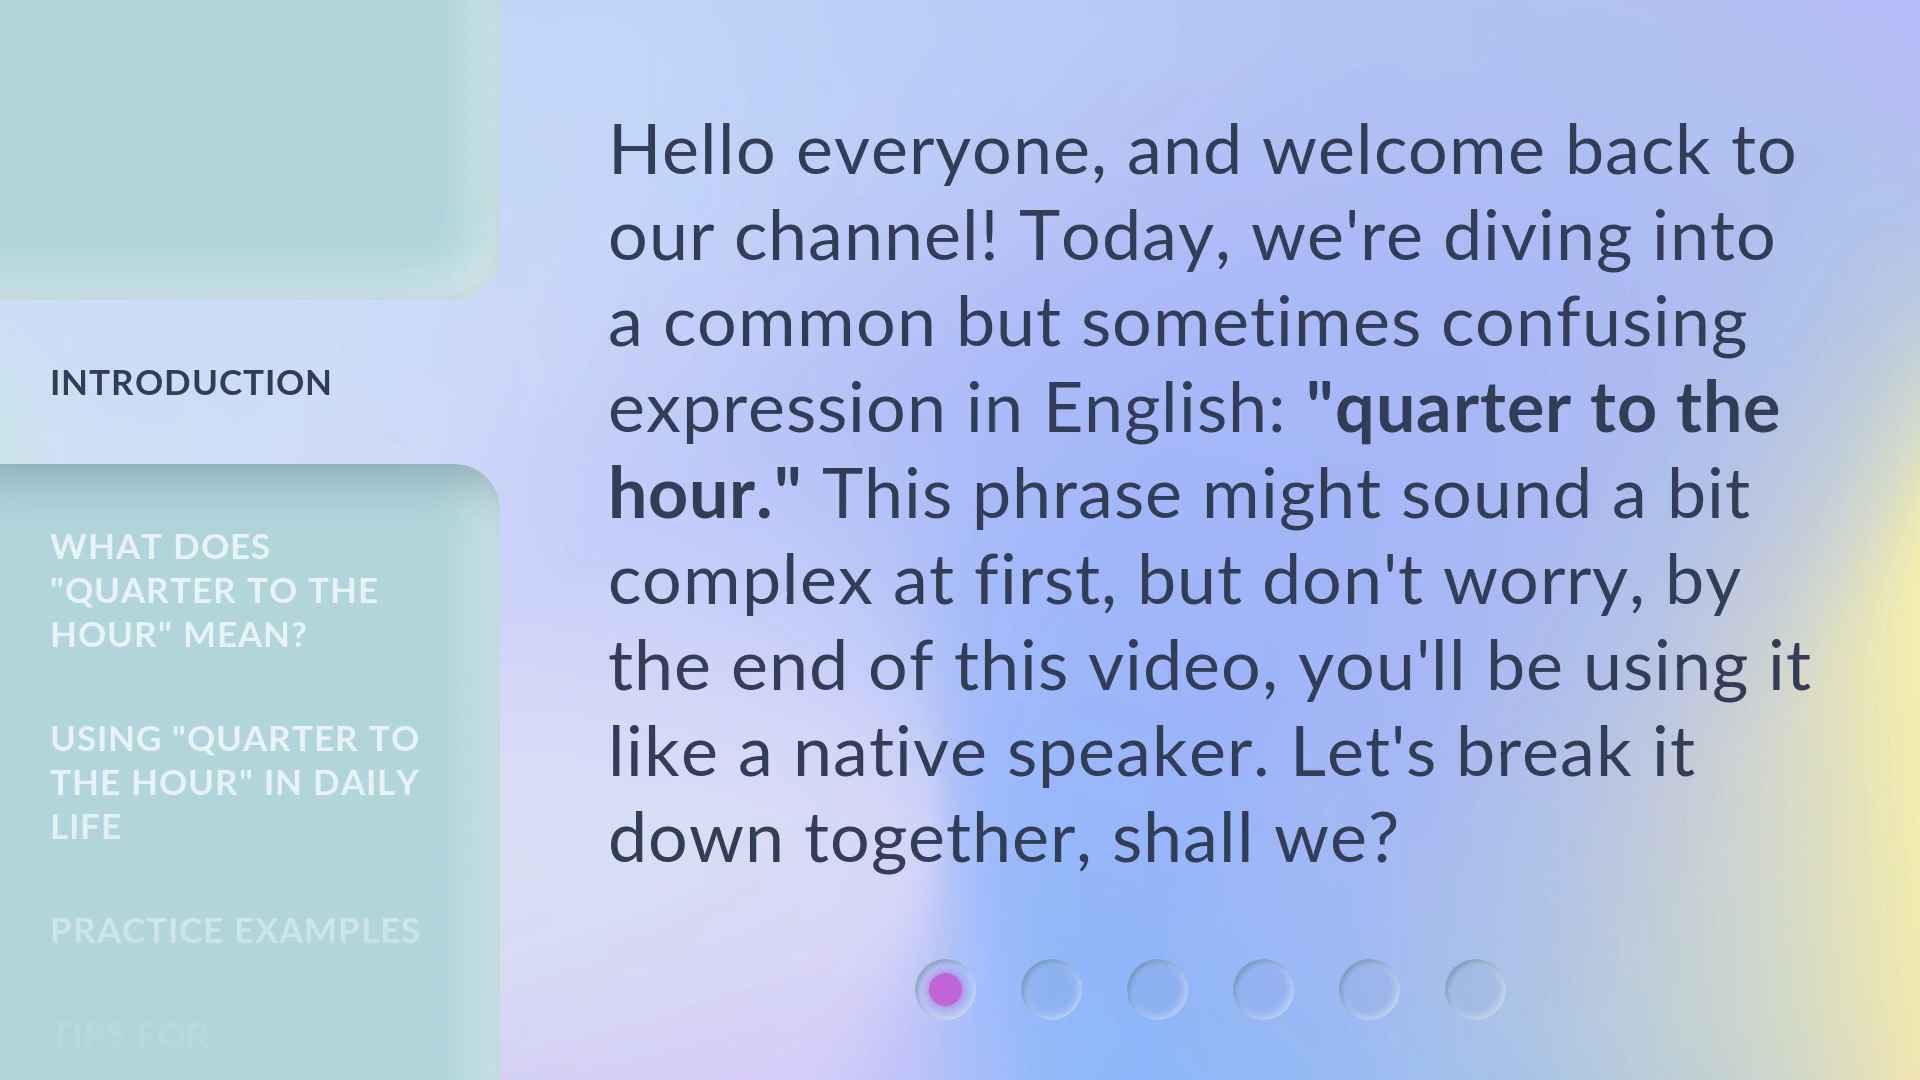 INTRODUCTION
WHAT DOES
"QUARTER TO THE
HOUR" MEAN?
USING "QUARTER TO
THE HOUR" IN DAILY
LIFE
PRACTICE EXAMPLES
TIPS FOR
Hello everyone, and welcome back to
our channel! Today, we're diving into
a common but sometimes confusing
expression in English: "quarter to the
hour." This phrase might sound a bit
complex at first, but don't worry, by
the end of this video, you'll be using it
like a native speaker. Let's break it
down together, shall we?